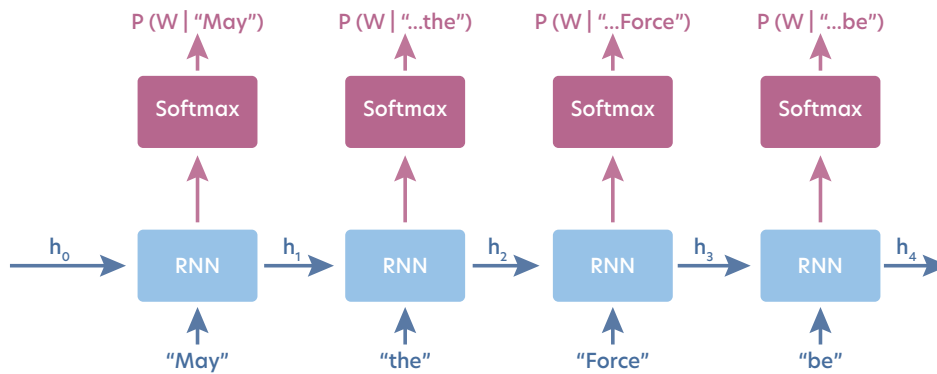 P (W | “May”) P (W | “...the”) P (W | “...Force”) P (W | “...be”)
Softmax Softmax Softmax Softmax
h₀ h₁ h₂ h₃ h₄
RNN RNN RNN RNN
“May” “the” “Force” “be”